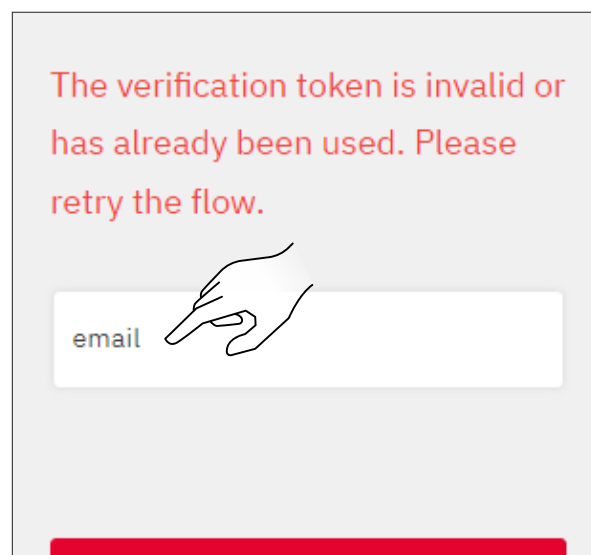 The verification token is invalid or
has already been used. Please
retry the flow.
email